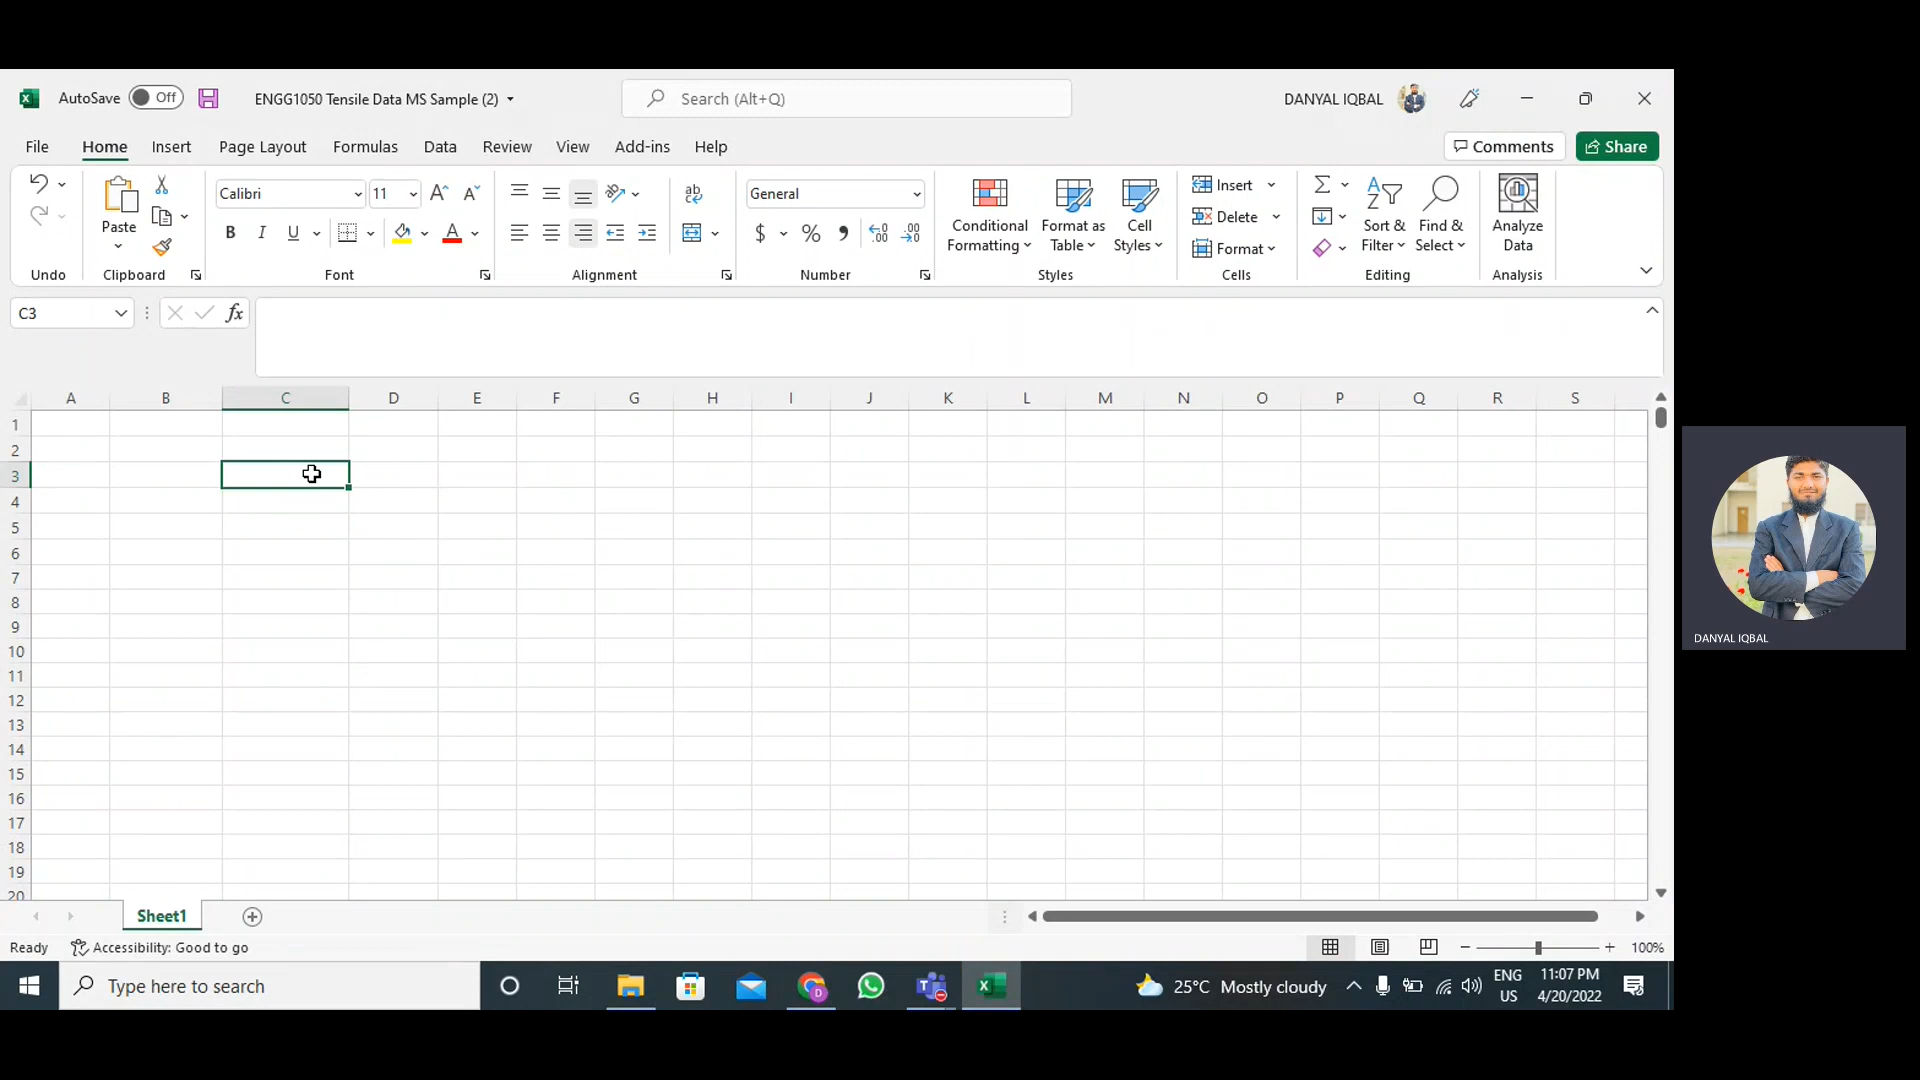 AutoSave Off ENGG1050 Tensile Data MS Sample (2) Search (Alt+Q) DANYAL IQBAL
File Home Insert Page Layout Formulas Data Review View Add-ins Help Comments Share
Calibri 11 General
Paste
B I U
$ %
Conditional Formatting
Format as Table
Cell Styles
Insert
Delete
Format
Sort & Filter
Find & Select
Analyze Data
Undo Clipboard Font Alignment Number Styles Cells Editing Analysis
C3 fx
A B C D E F G H I J K L M N O P Q R S
1
2
3
4
5
6
7
8
9
10
11
12
13
14
15
16
17
18
19
20
DANYAL IQBAL
Sheet1
Ready Accessibility: Good to go 100%
Type here to search 25°C Mostly cloudy ENG US 11:07 PM 4/20/2022